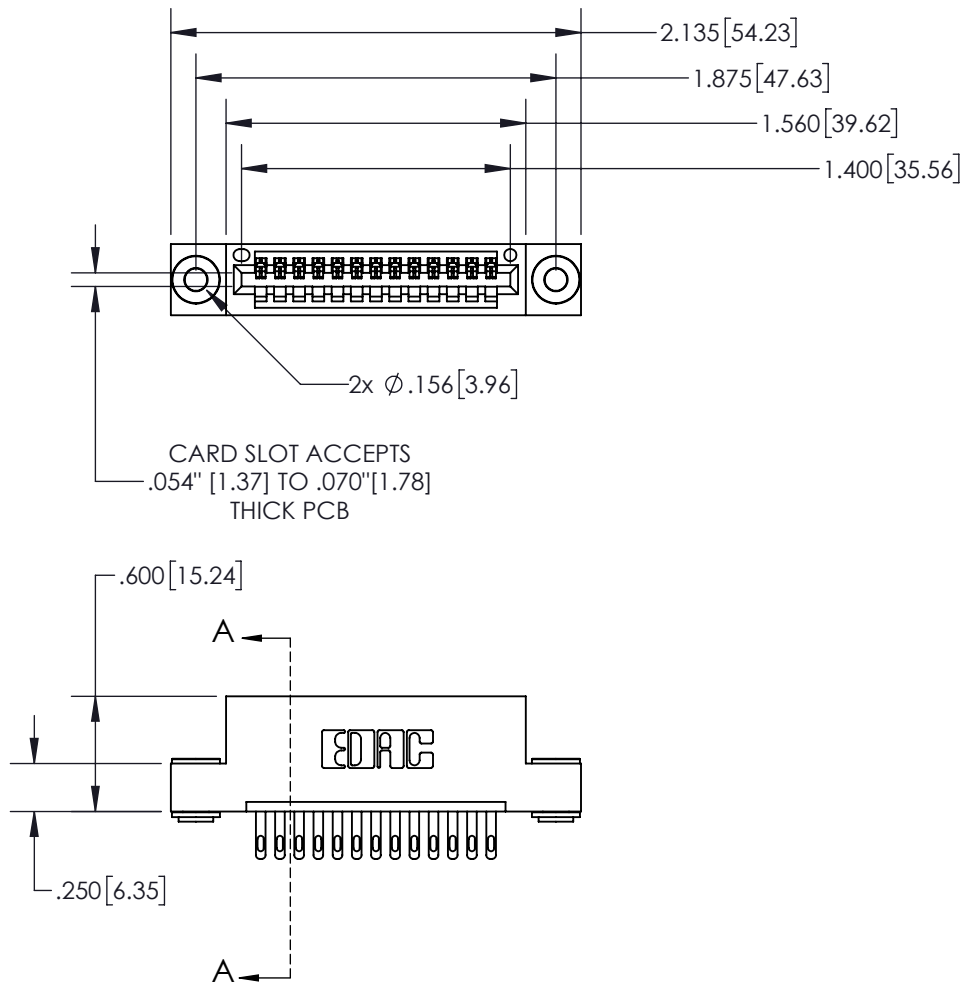 2.135[54.23]
1.875[47.63]
1.560[39.62]
1.400[35.56]
2x Ø.156[3.96]
CARD SLOT ACCEPTS
.054" [1.37] TO .070"[1.78]
THICK PCB
.600[15.24]
A
EDAC
.250[6.35]
A